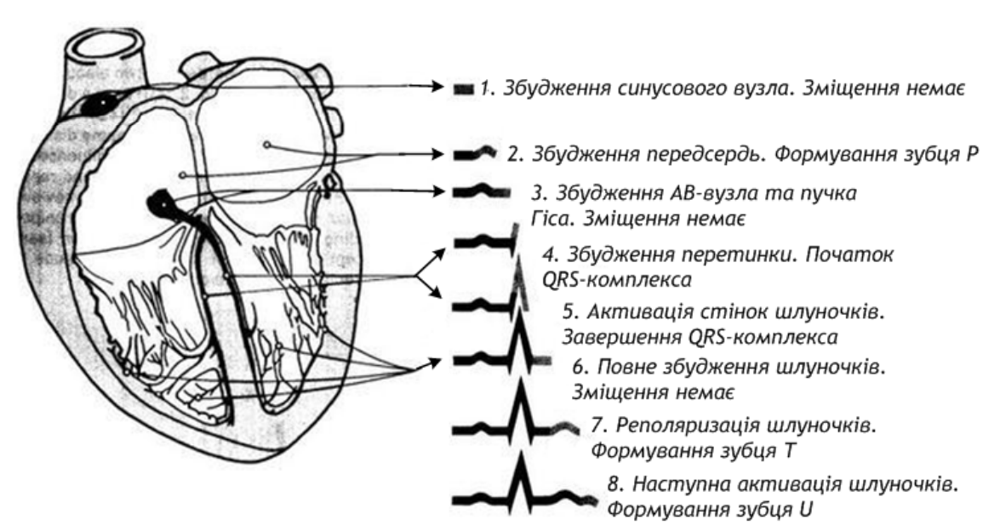 1. Збудження синусового вузла. Зміщення немає
2. Збудження передсердь. Формування зубця P
3. Збудження АВ-вузла та пучка
Гіса. Зміщення немає
4. Збудження перетинки. Початок
QRS-комплекса
5. Активація стінок шлуночків.
Завершення QRS-комплекса
6. Повне збудження шлуночків.
Зміщення немає
7. Реполяризація шлуночків.
Формування зубця T
8. Наступна активація шлуночків.
Формування зубця U